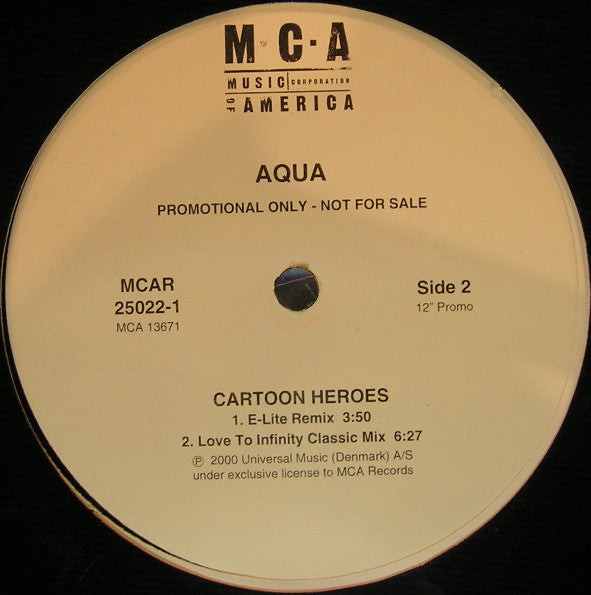 M·C·A
MUSIC CORPORATION
OF AMERICA
AQUA
PROMOTIONAL ONLY - NOT FOR SALE
MCAR
25022-1
MCA 13671
Side 2
12" Promo
CARTOON HEROES
1. E-Lite Remix 3:50
2. Love To Infinity Classic Mix 6:27
℗ 2000 Universal Music (Denmark) A/S
under exclusive license to MCA Records